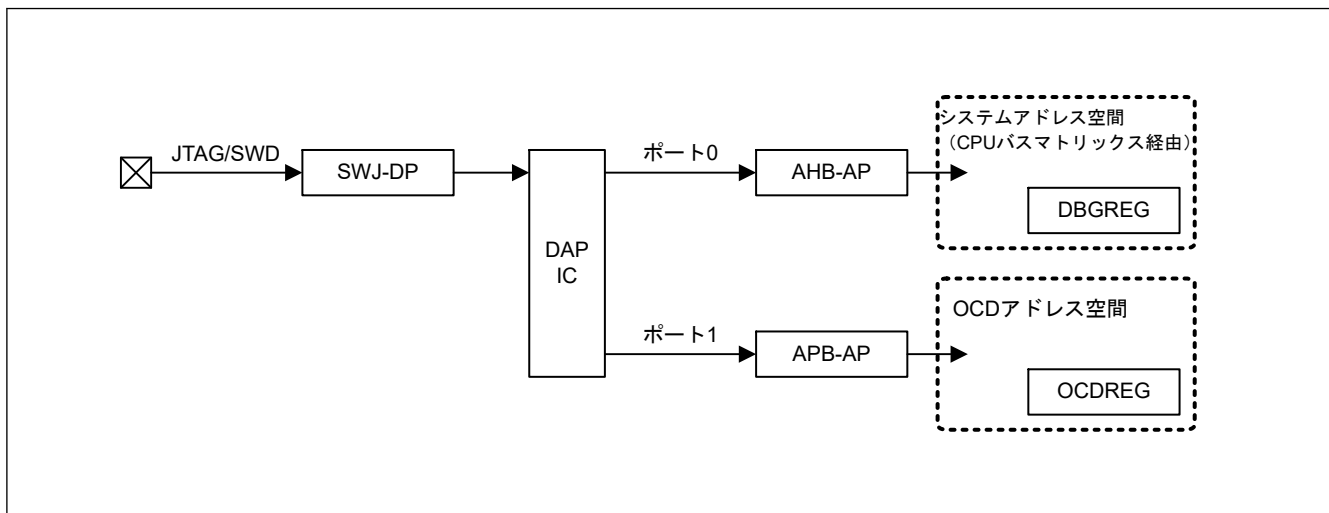 システムアドレス空間
（CPUバスマトリックス経由）
JTAG/SWD
SWJ-DP
ポート0
AHB-AP
DBGREG
DAP
IC
ポート1
APB-AP
OCDアドレス空間
OCDREG